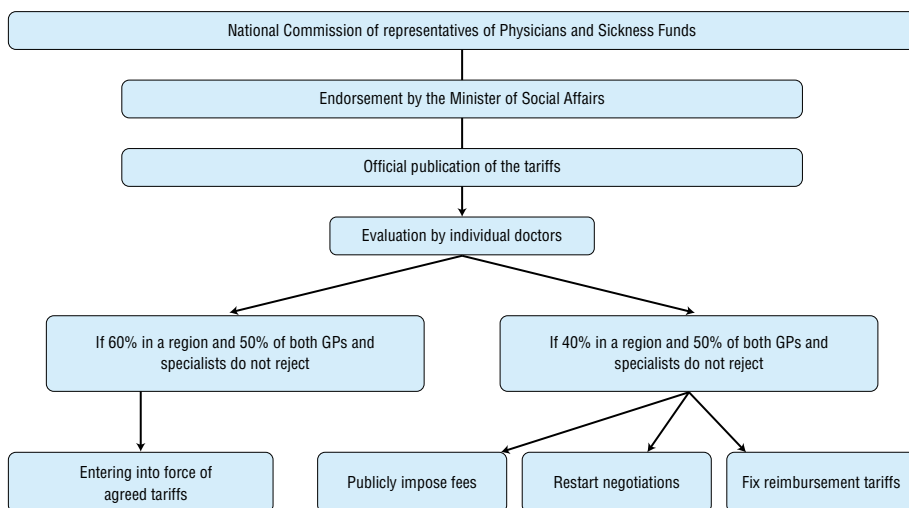 National Commission of representatives of Physicians and Sickness Funds
Endorsement by the Minister of Social Affairs
Official publication of the tariffs
Evaluation by individual doctors
If 60% in a region and 50% of both GPs and
specialists do not reject
If 40% in a region and 50% of both GPs and
specialists do not reject
Entering into force of
agreed tariffs
Publicly impose fees
Restart negotiations
Fix reimbursement tariffs